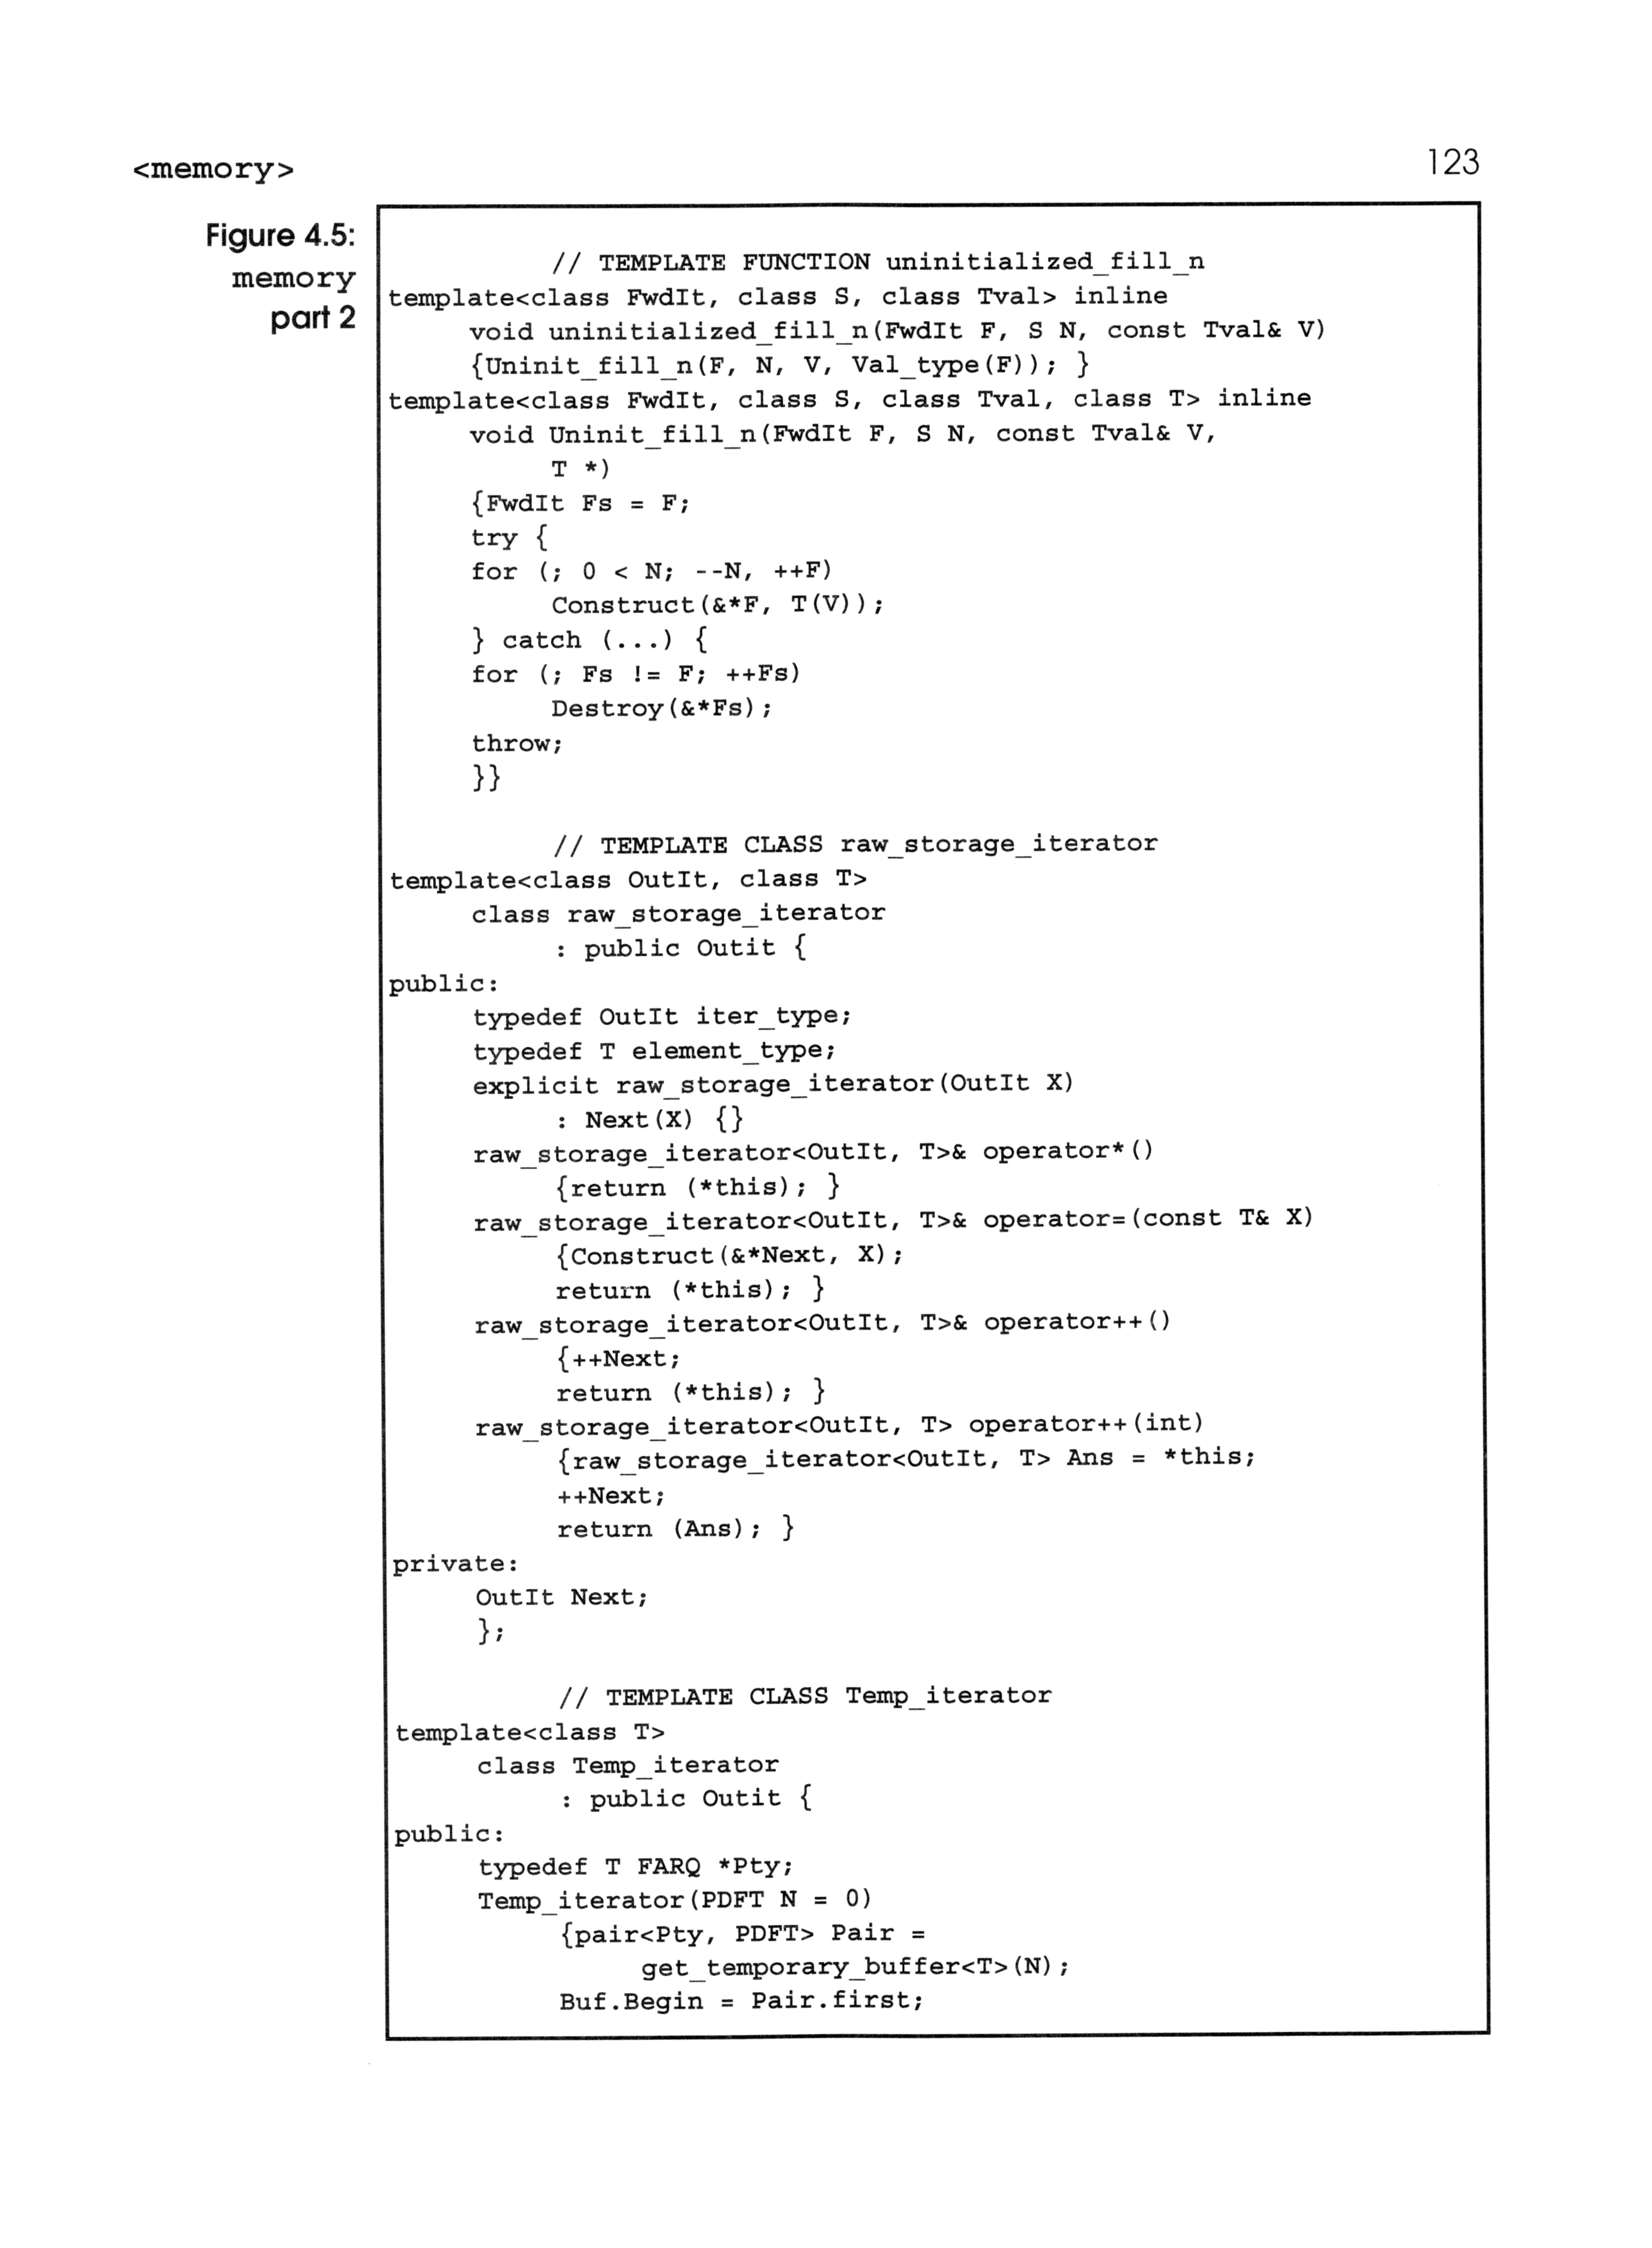 <memory>
123
Figure 4.5:
memory
part 2
// TEMPLATE FUNCTION uninitialized_fill_n
template<class FwdIt, class S, class Tval> inline
void uninitialized_fill_n(FwdIt F, S N, const Tval& V)
{Uninit_fill_n(F, N, V, Val_type(F)); }
template<class FwdIt, class S, class Tval, class T> inline
void Uninit_fill_n(FwdIt F, S N, const Tval& V,
T *)
{FwdIt Fs = F;
try {
for (; 0 < N; --N, ++F)
Construct(&*F, T(V));
} catch (...) {
for (; Fs != F; ++Fs)
Destroy(&*Fs);
throw;
}}
// TEMPLATE CLASS raw_storage_iterator
template<class OutIt, class T>
class raw_storage_iterator
: public Outit {
public:
typedef OutIt iter_type;
typedef T element_type;
explicit raw_storage_iterator(OutIt X)
: Next(X) {}
raw_storage_iterator<OutIt, T>& operator*()
{return (*this); }
raw_storage_iterator<OutIt, T>& operator=(const T& X)
{Construct(&*Next, X);
return (*this); }
raw_storage_iterator<OutIt, T>& operator++()
{++Next;
return (*this); }
raw_storage_iterator<OutIt, T> operator++(int)
{raw_storage_iterator<OutIt, T> Ans = *this;
++Next;
return (Ans); }
private:
OutIt Next;
};
// TEMPLATE CLASS Temp_iterator
template<class T>
class Temp_iterator
: public Outit {
public:
typedef T FARQ *Pty;
Temp_iterator(PDFT N = 0)
{pair<Pty, PDFT> Pair =
get_temporary_buffer<T>(N);
Buf.Begin = Pair.first;